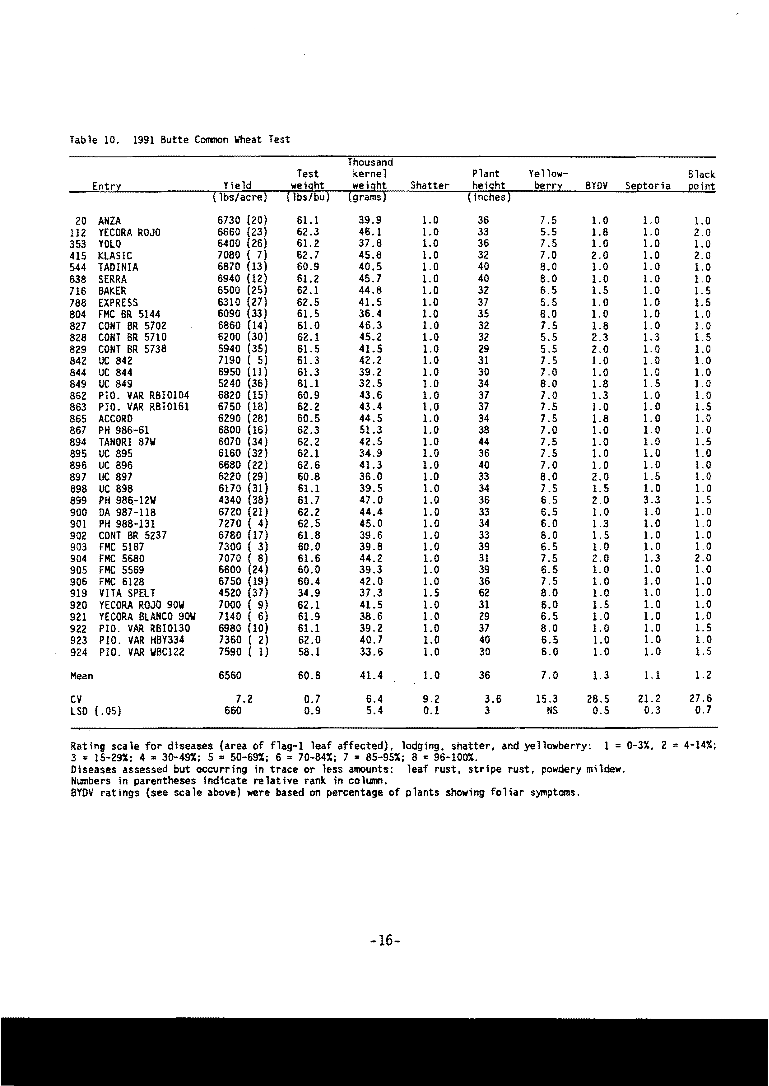 Table 10. 1991 Butte Common Wheat Test
Thousand
Test kernel Plant Yellow- Black
Entry Yield weight weight Shatter height berry BYDV Septoria point
(lbs/acre) (lbs/bu) (grams) (inches)
20 ANZA 6730 (20) 61.1 39.9 1.0 36 7.5 1.0 1.0 1.0
112 YECORA ROJO 6660 (23) 62.3 46.1 1.0 33 5.5 1.8 1.0 2.0
353 YOLO 6400 (26) 61.2 37.8 1.0 36 7.5 1.0 1.0 1.0
415 KLASIC 7080 ( 7) 62.7 45.8 1.0 32 7.0 2.0 1.0 2.0
544 TADINIA 6870 (13) 60.9 40.5 1.0 40 8.0 1.0 1.0 1.0
638 SERRA 6940 (12) 61.2 45.7 1.0 40 8.0 1.0 1.0 1.0
716 BAKER 6500 (25) 62.1 44.8 1.0 32 6.5 1.5 1.0 1.5
788 EXPRESS 6310 (27) 62.5 41.5 1.0 37 5.5 1.0 1.0 1.5
804 FMC BR 5144 6090 (33) 61.5 36.4 1.0 35 8.0 1.0 1.0 1.0
827 CONT BR 5702 6860 (14) 61.0 46.3 1.0 32 7.5 1.8 1.0 1.0
828 CONT BR 5710 6200 (30) 62.1 45.2 1.0 32 5.5 2.3 1.3 1.5
829 CONT BR 5738 5940 (35) 61.5 41.5 1.0 29 5.5 2.0 1.0 1.0
842 UC 842 7190 ( 5) 61.3 42.2 1.0 31 7.5 1.0 1.0 1.0
844 UC 844 6950 (11) 61.3 39.2 1.0 30 7.0 1.0 1.0 1.0
849 UC 849 5240 (36) 61.1 32.5 1.0 34 8.0 1.8 1.5 1.0
862 PIO. VAR RBI0104 6820 (15) 60.9 43.6 1.0 37 7.0 1.3 1.0 1.0
863 PIO. VAR RBI0161 6750 (18) 62.2 43.4 1.0 37 7.5 1.0 1.0 1.5
865 ACCORD 6290 (28) 60.5 44.5 1.0 34 7.5 1.8 1.0 1.0
867 PH 986-61 6800 (16) 62.3 51.3 1.0 38 7.0 1.0 1.0 1.0
894 TANORI 87W 6070 (34) 62.2 42.5 1.0 44 7.5 1.0 1.0 1.5
895 UC 895 6160 (32) 62.1 34.9 1.0 36 7.5 1.0 1.0 1.0
896 UC 896 6680 (22) 62.6 41.3 1.0 40 7.0 1.0 1.0 1.0
897 UC 897 6220 (29) 60.8 36.0 1.0 33 8.0 2.0 1.5 1.0
898 UC 898 6170 (31) 61.1 39.5 1.0 34 7.5 1.5 1.0 1.0
899 PH 986-12W 4340 (38) 61.7 47.0 1.0 36 6.5 2.0 3.3 1.5
900 DA 987-118 6720 (21) 62.2 44.4 1.0 33 6.5 1.0 1.0 1.0
901 PH 988-131 7270 ( 4) 62.5 45.0 1.0 34 6.0 1.3 1.0 1.0
902 CONT BR 5237 6780 (17) 61.8 39.6 1.0 33 8.0 1.5 1.0 1.0
903 FMC 5187 7300 ( 3) 60.0 39.8 1.0 39 6.5 1.0 1.0 1.0
904 FMC 5680 7070 ( 8) 61.6 44.2 1.0 31 7.5 2.0 1.3 2.0
905 FMC 5569 6600 (24) 60.0 39.3 1.0 39 6.5 1.0 1.0 1.0
906 FMC 6128 6750 (19) 60.4 42.0 1.0 36 7.5 1.0 1.0 1.0
919 VITA SPELT 4520 (37) 34.9 37.3 1.5 62 8.0 1.0 1.0 1.0
920 YECORA ROJO 90W 7000 ( 9) 62.1 41.5 1.0 31 6.0 1.5 1.0 1.0
921 YECORA BLANCO 90W 7140 ( 6) 61.9 38.6 1.0 29 6.5 1.0 1.0 1.0
922 PIO. VAR RBI0130 6980 (10) 61.1 39.2 1.0 37 8.0 1.0 1.0 1.5
923 PIO. VAR HBY334 7360 ( 2) 62.0 40.7 1.0 40 6.5 1.0 1.0 1.0
924 PIO. VAR WBC122 7590 ( 1) 58.1 33.6 1.0 30 6.0 1.0 1.0 1.5
Mean 6560 60.8 41.4 1.0 36 7.0 1.3 1.1 1.2
CV 7.2 0.7 6.4 9.2 3.6 15.3 28.5 21.2 27.6
LSD (.05) 660 0.9 5.4 0.1 3 NS 0.5 0.3 0.7
Rating scale for diseases (area of flag-1 leaf affected), lodging, shatter, and yellowberry: 1 = 0-3%, 2 = 4-14%;
3 = 15-29%; 4 = 30-49%; 5 = 50-69%; 6 = 70-84%; 7 = 85-95%; 8 = 96-100%.
Diseases assessed but occurring in trace or less amounts: leaf rust, stripe rust, powdery mildew.
Numbers in parentheses indicate relative rank in column.
BYDV ratings (see scale above) were based on percentage of plants showing foliar symptoms.
-16-